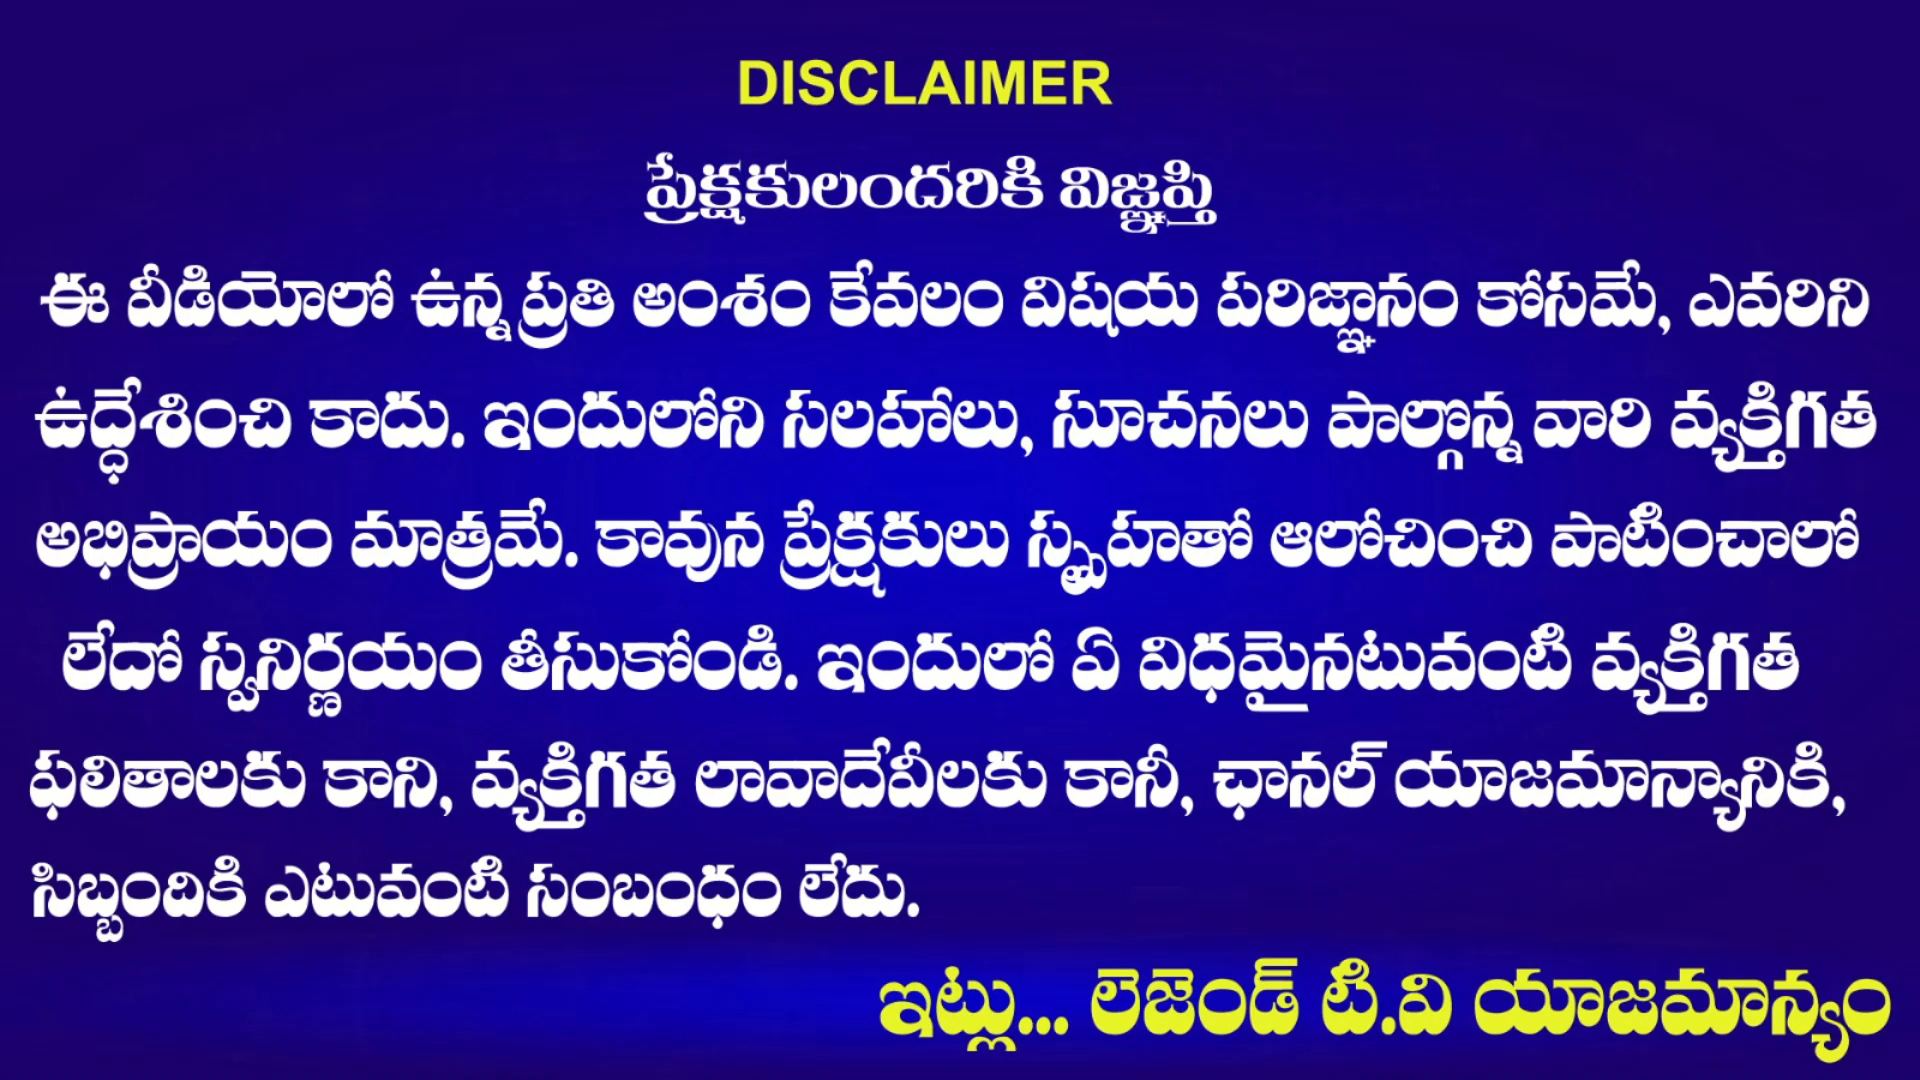 DISCLAIMER
ప్రేక్షకులందరికి విజ్ఞప్తి
ఈ వీడియోలో ఉన్న ప్రతి అంశం కేవలం విషయ పరిజ్ఞానం కోసమే, ఎవరిని
ఉద్ధేశించి కాదు. ఇందులోని సలహాలు, సూచనలు పాల్గొన్న వారి వ్యక్తిగత
అభిప్రాయం మాత్రమే. కావున ప్రేక్షకులు స్పృహతో ఆలోచించి పాటించాలో
లేదో స్వనిర్ణయం తీసుకోండి. ఇందులో ఏ విధమైనటువంటి వ్యక్తిగత
ఫలితాలకు కాని, వ్యక్తిగత లావాదేవీలకు కానీ, ఛానల్ యాజమాన్యానికి,
సిబ్బందికి ఎటువంటి సంబంధం లేదు.
ఇట్లు... లెజెండ్ టి.వి యాజమాన్యం